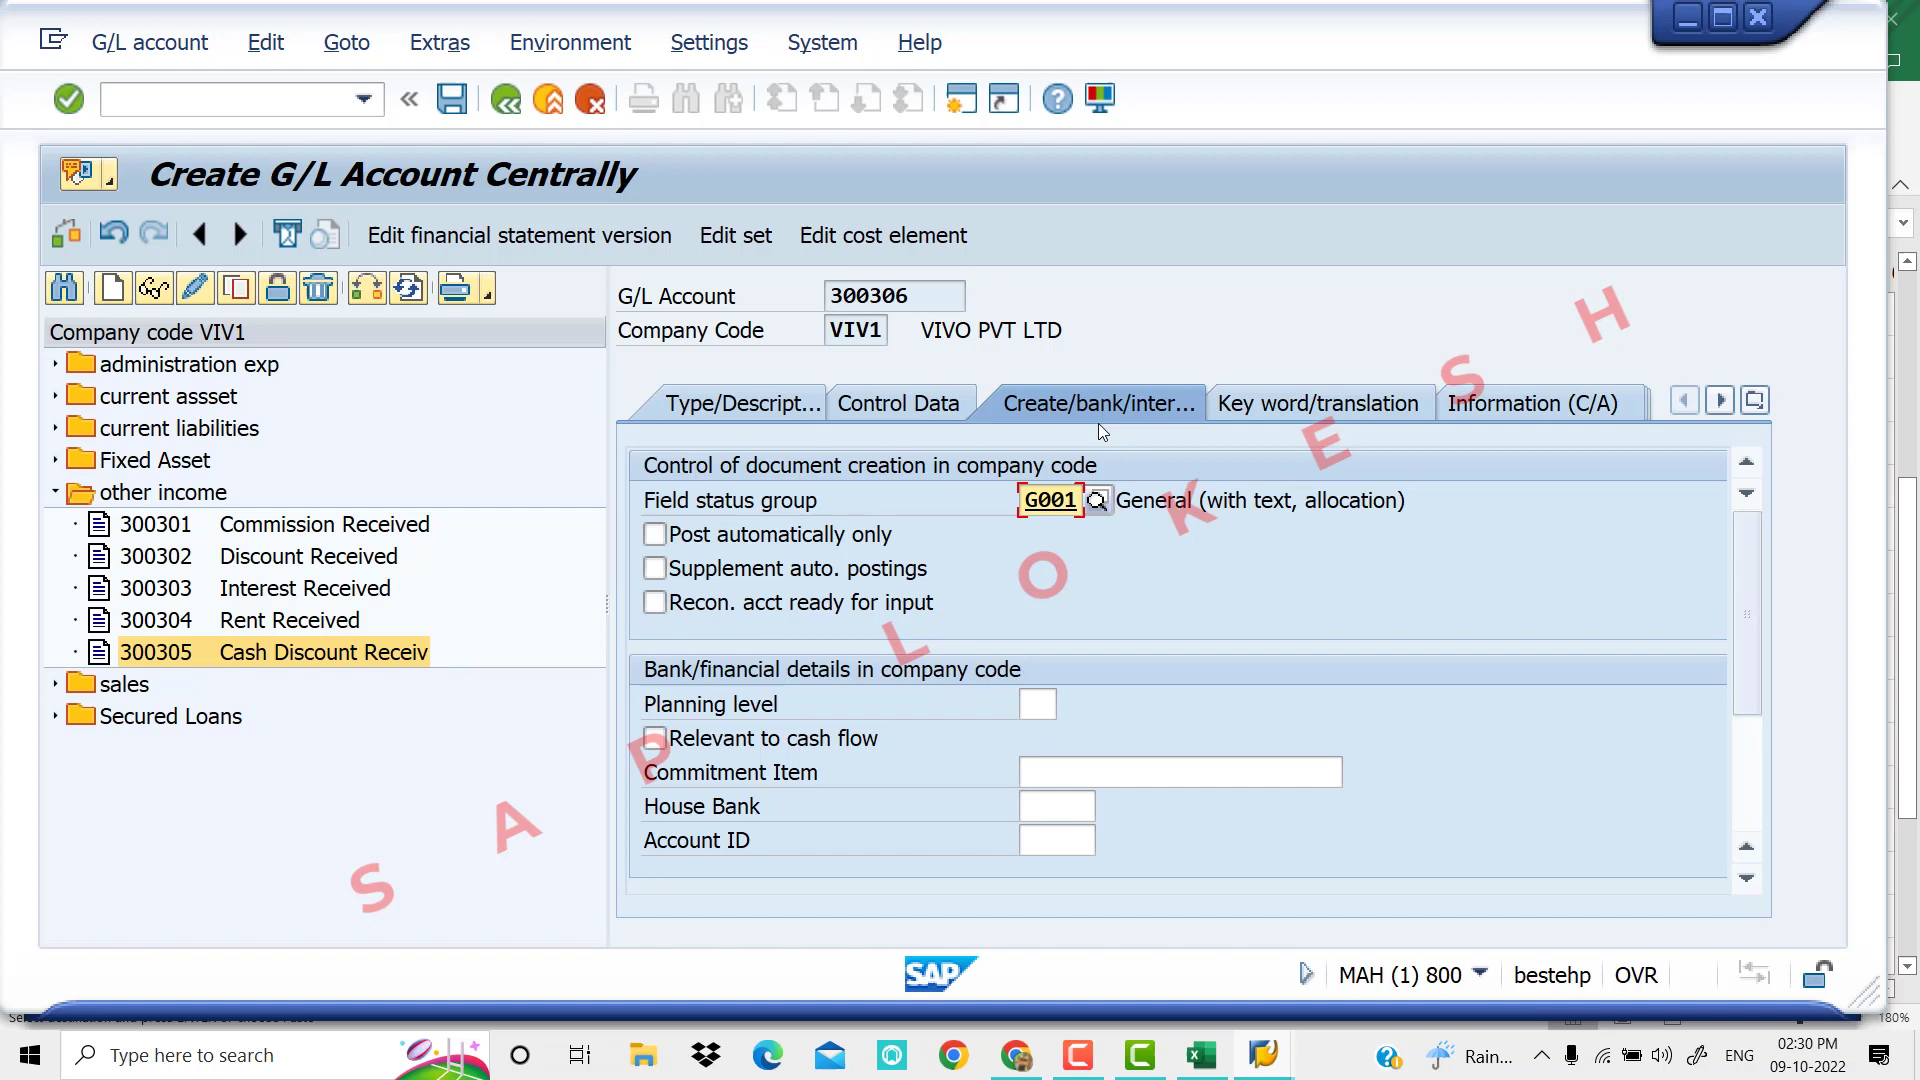 G/L account Edit Goto Extras Environment Settings System Help
Create G/L Account Centrally
Edit financial statement version Edit set Edit cost element
G/L Account 300306
Company Code VIV1 VIVO PVT LTD
Company code VIV1
administration exp
current assset
current liabilities
Fixed Asset
other income
300301 Commission Received
300302 Discount Received
300303 Interest Received
300304 Rent Received
300305 Cash Discount Receiv
sales
Secured Loans
Type/Descript... Control Data Create/bank/inter... Key word/translation Information (C/A)
Control of document creation in company code
Field status group G001 General (with text, allocation)
Post automatically only
Supplement auto. postings
Recon. acct ready for input
Bank/financial details in company code
Planning level
Relevant to cash flow
Commitment Item
House Bank
Account ID
S A P L O K E S H
SAP MAH (1) 800 bestehp OVR
180%
Type here to search Rain... ENG 02:30 PM
09-10-2022